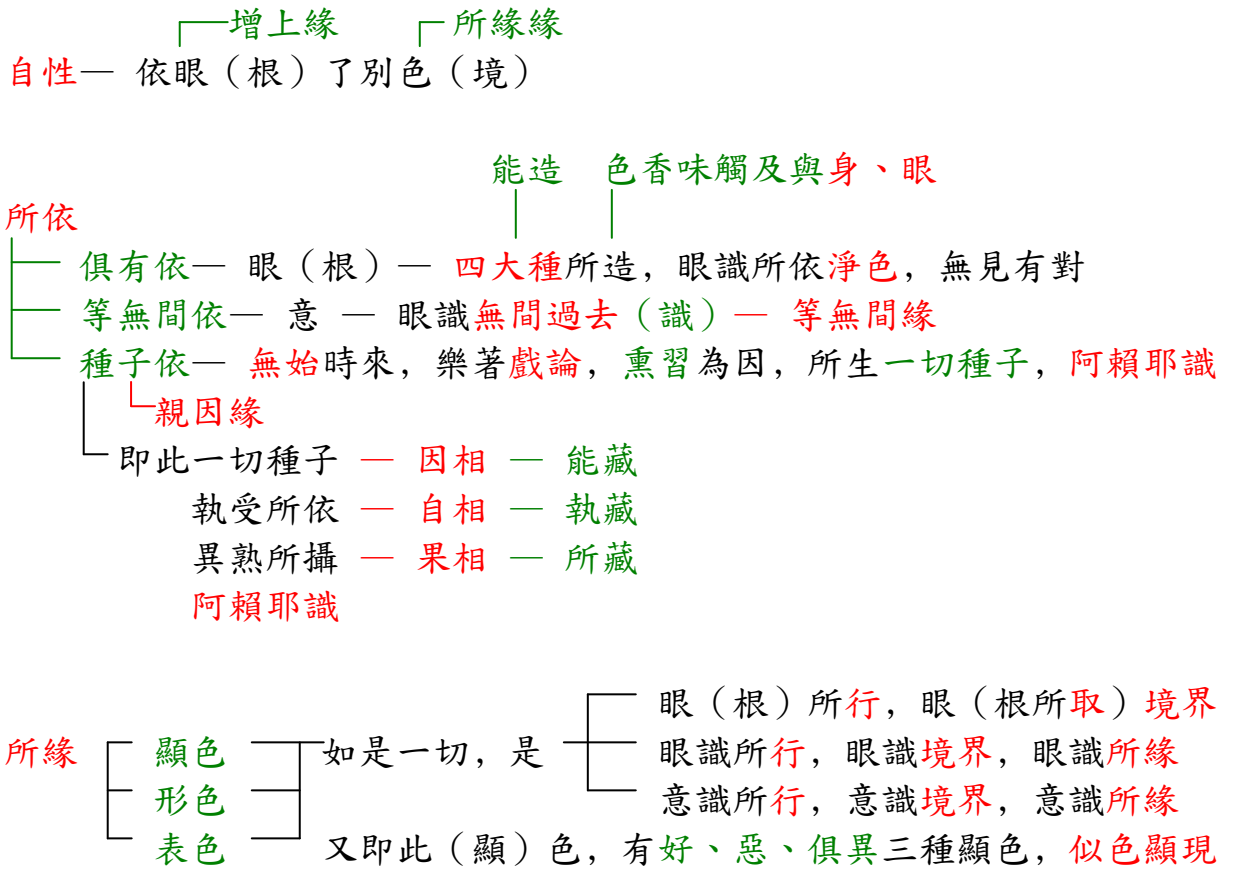 增上緣 所緣緣
自性— 依眼（根）了別色（境）
能造 色香味觸及與身、眼
所依
俱有依— 眼（根）— 四大種所造，眼識所依淨色，無見有對
等無間依— 意 — 眼識無間過去（識）— 等無間緣
種子依— 無始時來，樂著戲論，熏習為因，所生一切種子，阿賴耶識
親因緣
即此一切種子 — 因相 — 能藏
執受所依 — 自相 — 執藏
異熟所攝 — 果相 — 所藏
阿賴耶識
眼（根）所行，眼（根所取）境界
所緣 顯色 如是一切，是 眼識所行，眼識境界，眼識所緣
形色 意識所行，意識境界，意識所緣
表色 又即此（顯）色，有好、惡、俱異三種顯色，似色顯現